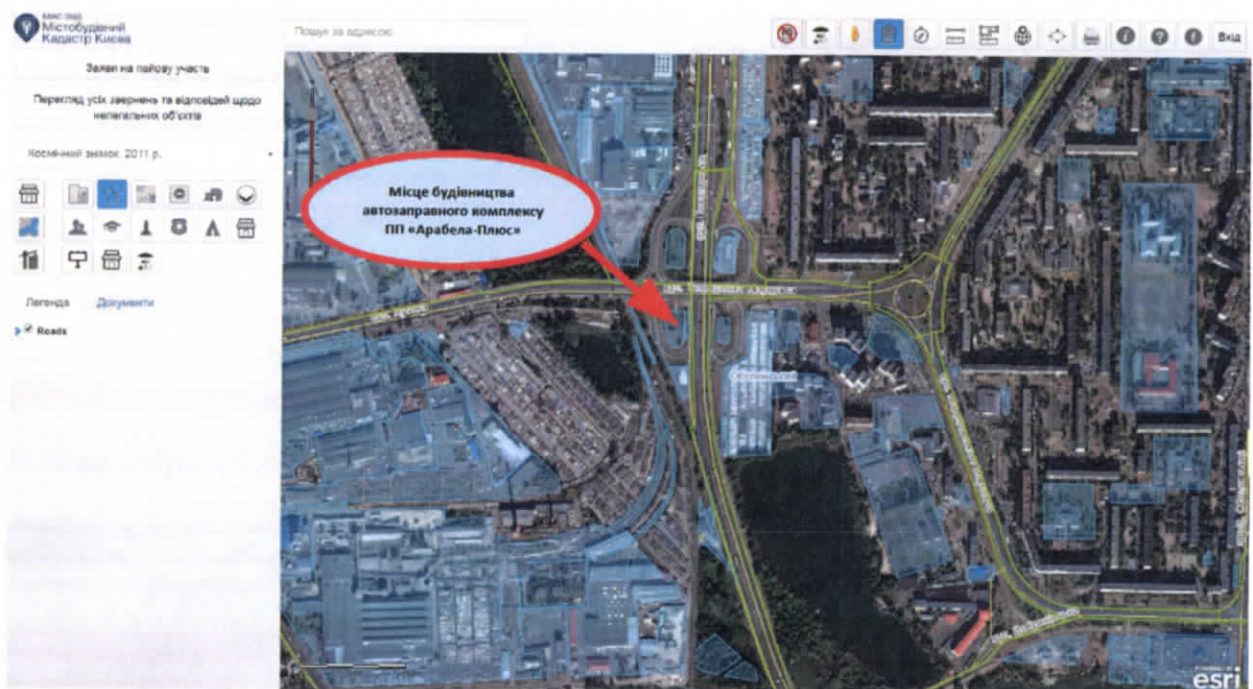 Містобудівний
Кадастр Києва
Пошук за адресою
Вхід
Заяви на пайову участь
Перегляд усіх звернень та відповідей щодо
нелегальних об'єктів
Космічний знімок, 2011 р.
Легенда Документи
Roads
Місце будівництва
автозаправного комплексу
ПП «Арабела-Плюс»
esri